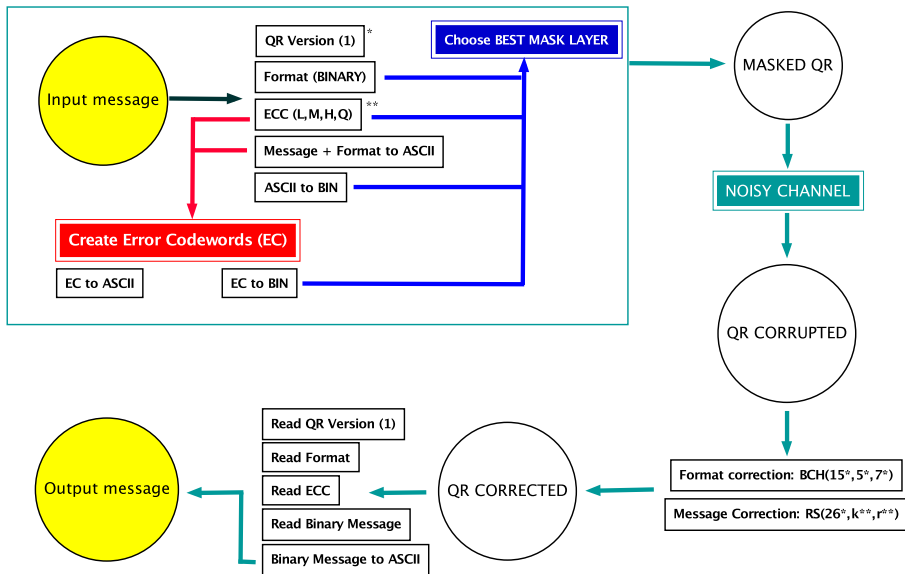 QR Version (1) *
Choose BEST MASK LAYER
Input message
Format (BINARY)
ECC (L,M,H,Q) **
Message + Format to ASCII
ASCII to BIN
Create Error Codewords (EC)
EC to ASCII
EC to BIN
MASKED QR
NOISY CHANNEL
QR CORRUPTED
Format correction: BCH(15*,5*,7*)
Message Correction: RS(26*,k**,r**)
QR CORRECTED
Read QR Version (1)
Read Format
Read ECC
Read Binary Message
Binary Message to ASCII
Output message